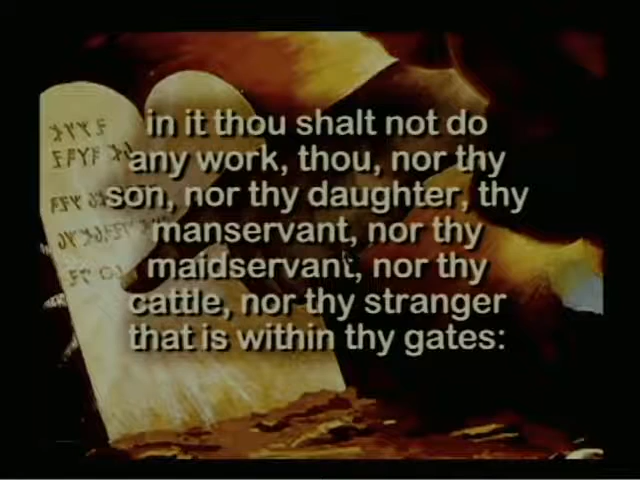 in it thou shalt not do
any work, thou, nor thy
son, nor thy daughter, thy
manservant, nor thy
maidservant, nor thy
cattle, nor thy stranger
that is within thy gates: